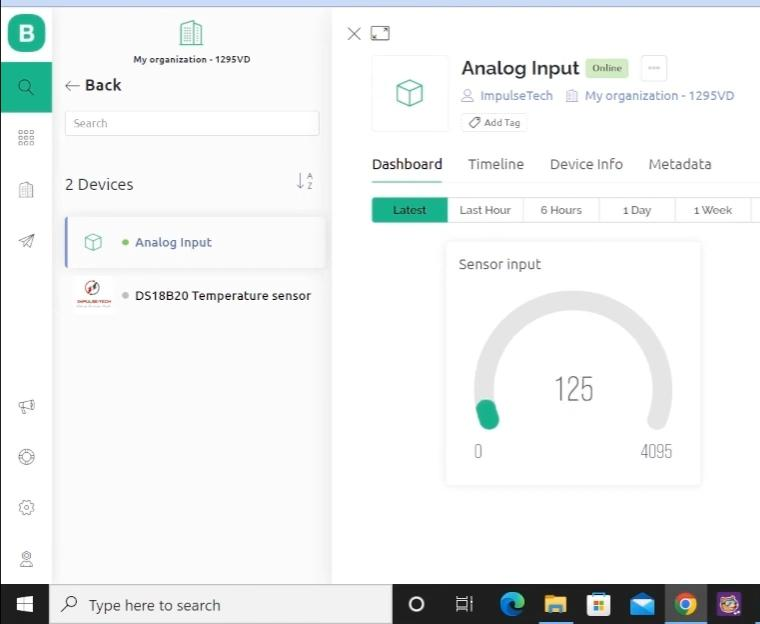 B
My organization - 1295VD
← Back
Search
2 Devices
A
Z
Analog Input
IMPULSETECH
DS18B20 Temperature sensor
Analog Input Online
ImpulseTech My organization - 1295VD
Add Tag
Dashboard Timeline Device Info Metadata
Latest Last Hour 6 Hours 1 Day 1 Week
Sensor input
125
0 4095
Type here to search